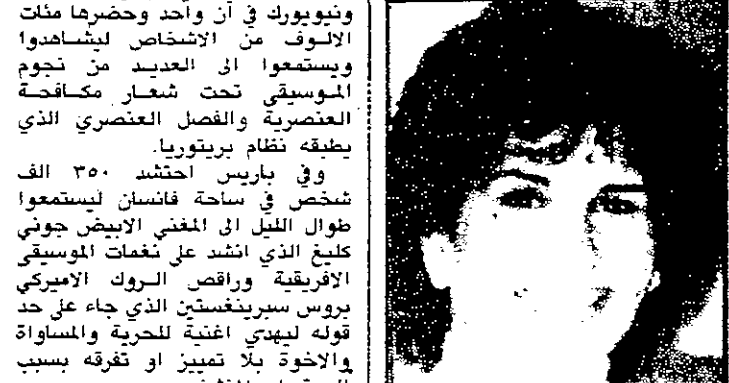 ونيويورك في آن واحد وحضرها مئات
الالوف من الاشخاص ليشاهدوا
ويستمعوا الى العديد من نجوم
الموسيقى تحت شعار مكافحة
العنصرية والفصل العنصري الذي
يطبقه نظام بريتوريا.
وفي باريس احتشد ٣٥٠ الف
شخص في ساحة فانسان ليستمعوا
طوال الليل الى المغني الابيض جوني
كليغ الذي انشد على نغمات الموسيقى
الافريقية وراقص الروك الاميركي
بروس سبرينغستين الذي جاء على حد
قوله ليهدي اغنية للحرية والمساواة
والاخوة بلا تمييز او تفرقه بسبب